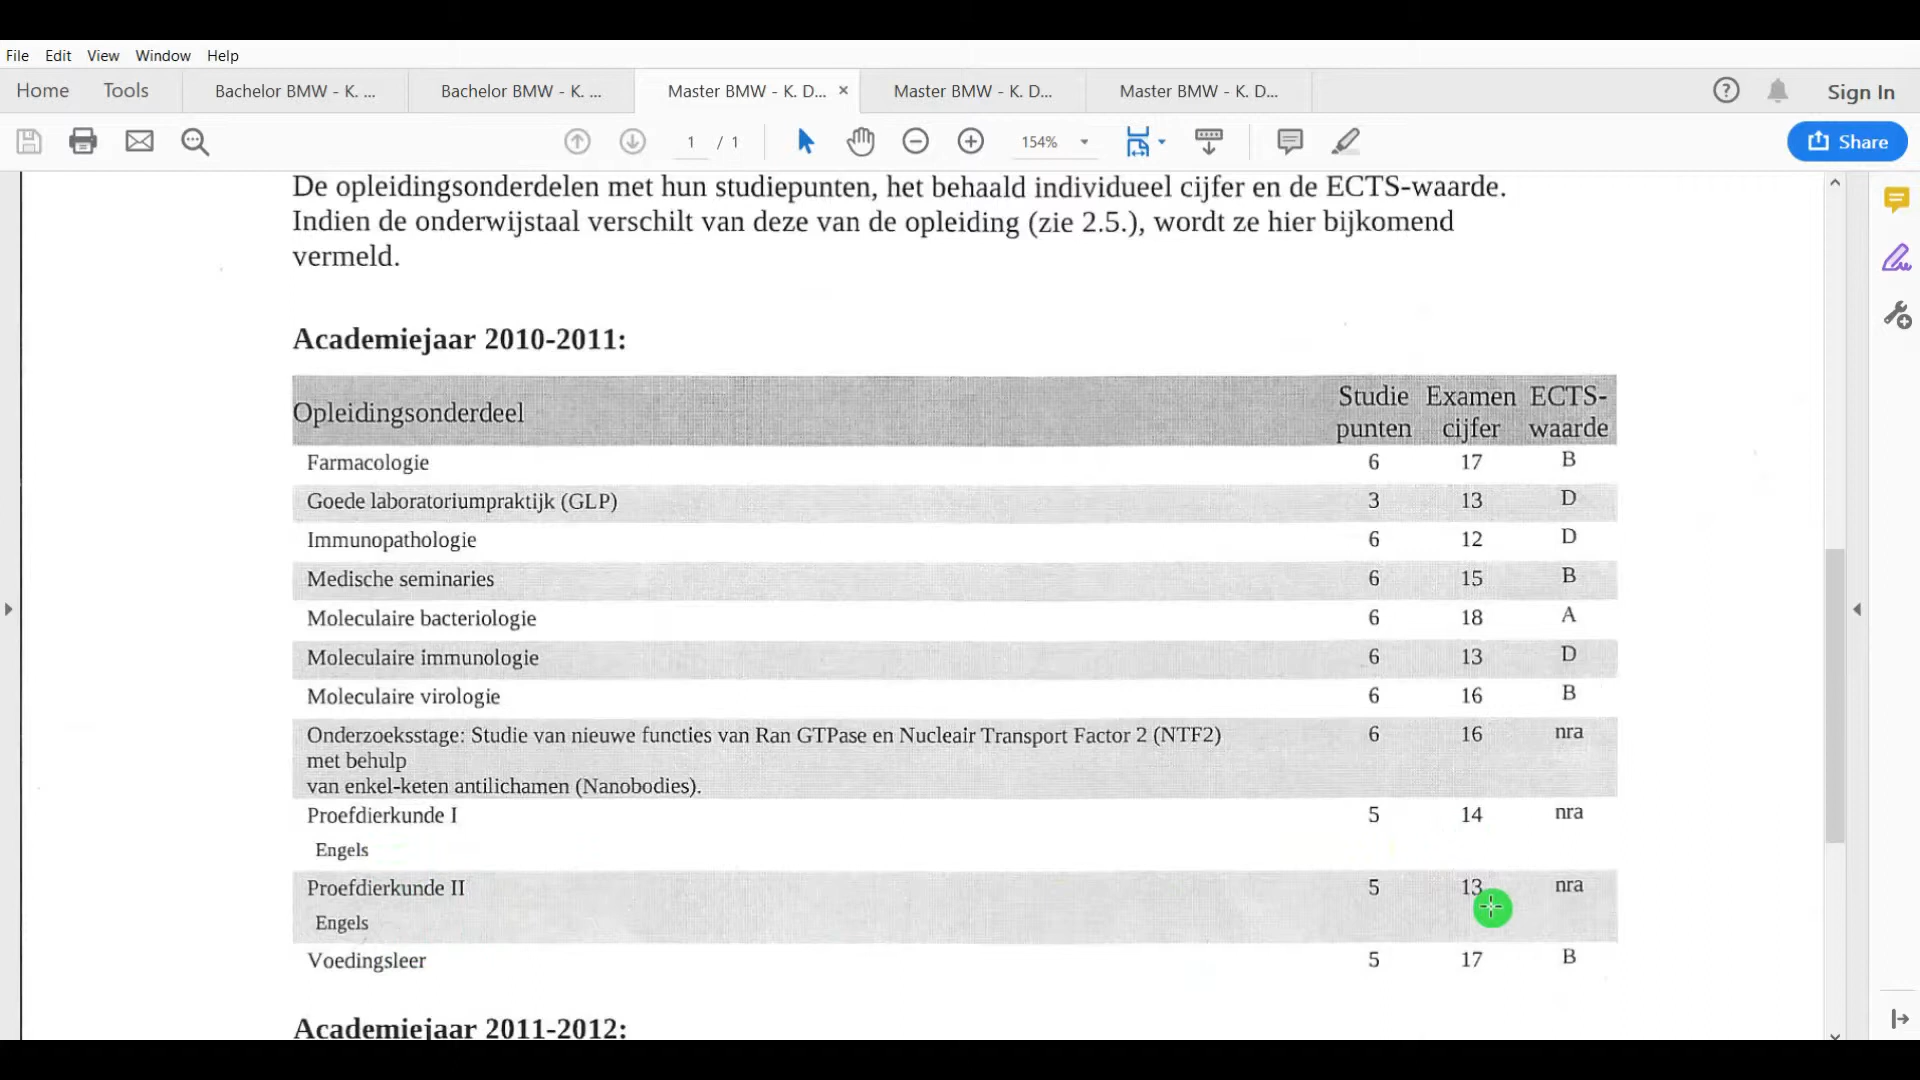 File Edit View Window Help
Home Tools Bachelor BMW - K. ... Bachelor BMW - K. ... Master BMW - K. D... × Master BMW - K. D... Master BMW - K. D... Sign In
1 / 1 154% Share
De opleidingsonderdelen met hun studiepunten, het behaald individueel cijfer en de ECTS-waarde.
Indien de onderwijstaal verschilt van deze van de opleiding (zie 2.5.), wordt ze hier bijkomend
vermeld.
Academiejaar 2010-2011:
Opleidingsonderdeel Studie punten Examen cijfer ECTS- waarde
Farmacologie 6 17 B
Goede laboratoriumpraktijk (GLP) 3 13 D
Immunopathologie 6 12 D
Medische seminaries 6 15 B
Moleculaire bacteriologie 6 18 A
Moleculaire immunologie 6 13 D
Moleculaire virologie 6 16 B
Onderzoeksstage: Studie van nieuwe functies van Ran GTPase en Nucleair Transport Factor 2 (NTF2) 6 16 nra
met behulp
van enkel-keten antilichamen (Nanobodies).
Proefdierkunde I 5 14 nra
Engels
Proefdierkunde II 5 13 nra
Engels
Voedingsleer 5 17 B
Academiejaar 2011-2012: